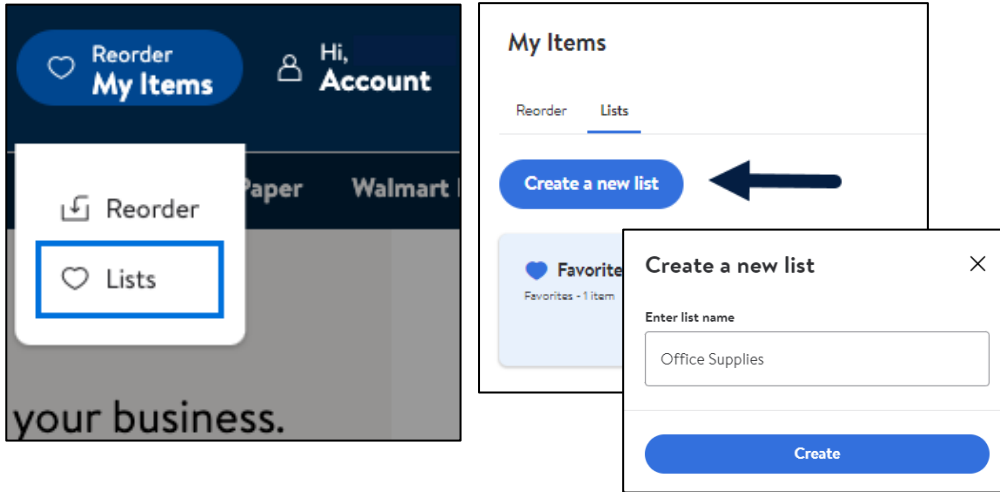 Reorder
My Items
Hi,
Account
Paper
Walmart
Reorder
Lists
your business.
My Items
Reorder Lists
Create a new list
Favorite
Favorites - 1 item
Create a new list
Enter list name
Office Supplies
Create